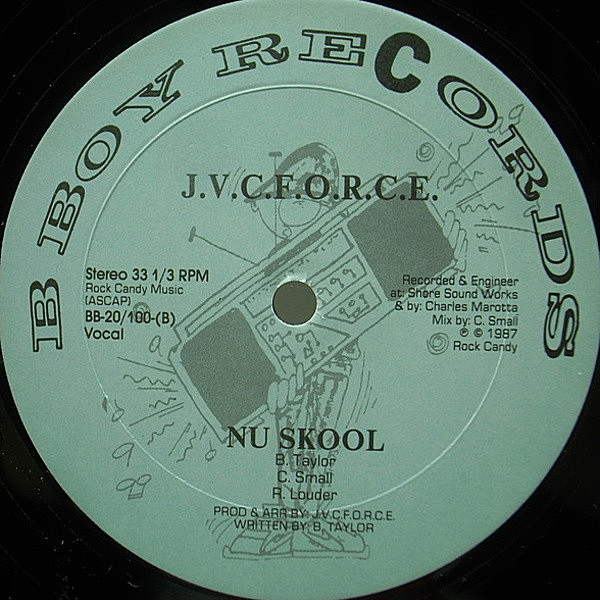 B BOY RECORDS
J.V.C.F.O.R.C.E.
Stereo 33 1/3 RPM
Rock Candy Music
(ASCAP)
BB-20/100-(B)
Vocal
Recorded & Engineer
at: Shore Sound Works
& by: Charles Marotta
Mix by: C. Small
℗ © 1987
Rock Candy
NU SKOOL
B. Taylor
C. Small
R. Louder
PROD & ARR BY: J.V.C.F.O.R.C.E.
WRITTEN BY: B. TAYLOR